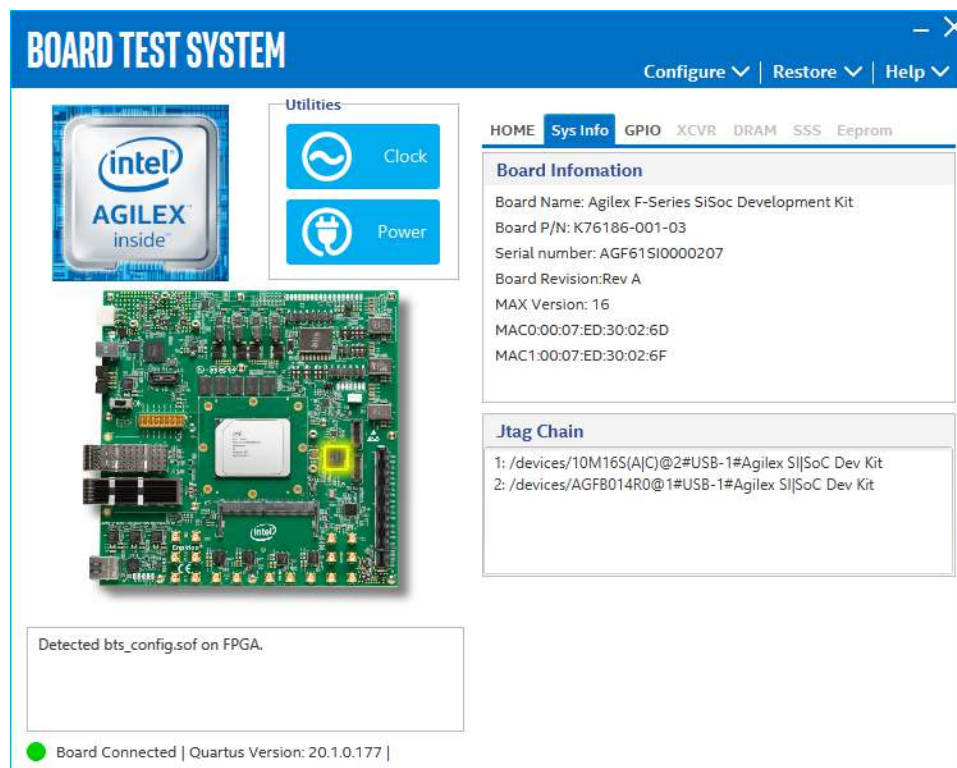 BOARD TEST SYSTEM
Configure | Restore | Help
intel
AGILEX
inside™
Utilities
Clock
Power
HOME Sys Info GPIO XCVR DRAM SSS Eeprom
Board Infomation
Board Name: Agilex F-Series SiSoc Development Kit
Board P/N: K76186-001-03
Serial number: AGF61SI0000207
Board Revision:Rev A
MAX Version: 16
MAC0:00:07:ED:30:02:6D
MAC1:00:07:ED:30:02:6F
Jtag Chain
1: /devices/10M16S(A|C)@2#USB-1#Agilex SI|SoC Dev Kit
2: /devices/AGFB014R0@1#USB-1#Agilex SI|SoC Dev Kit
intel
Enpirion
CE
Detected bts_config.sof on FPGA.
Board Connected | Quartus Version: 20.1.0.177 |